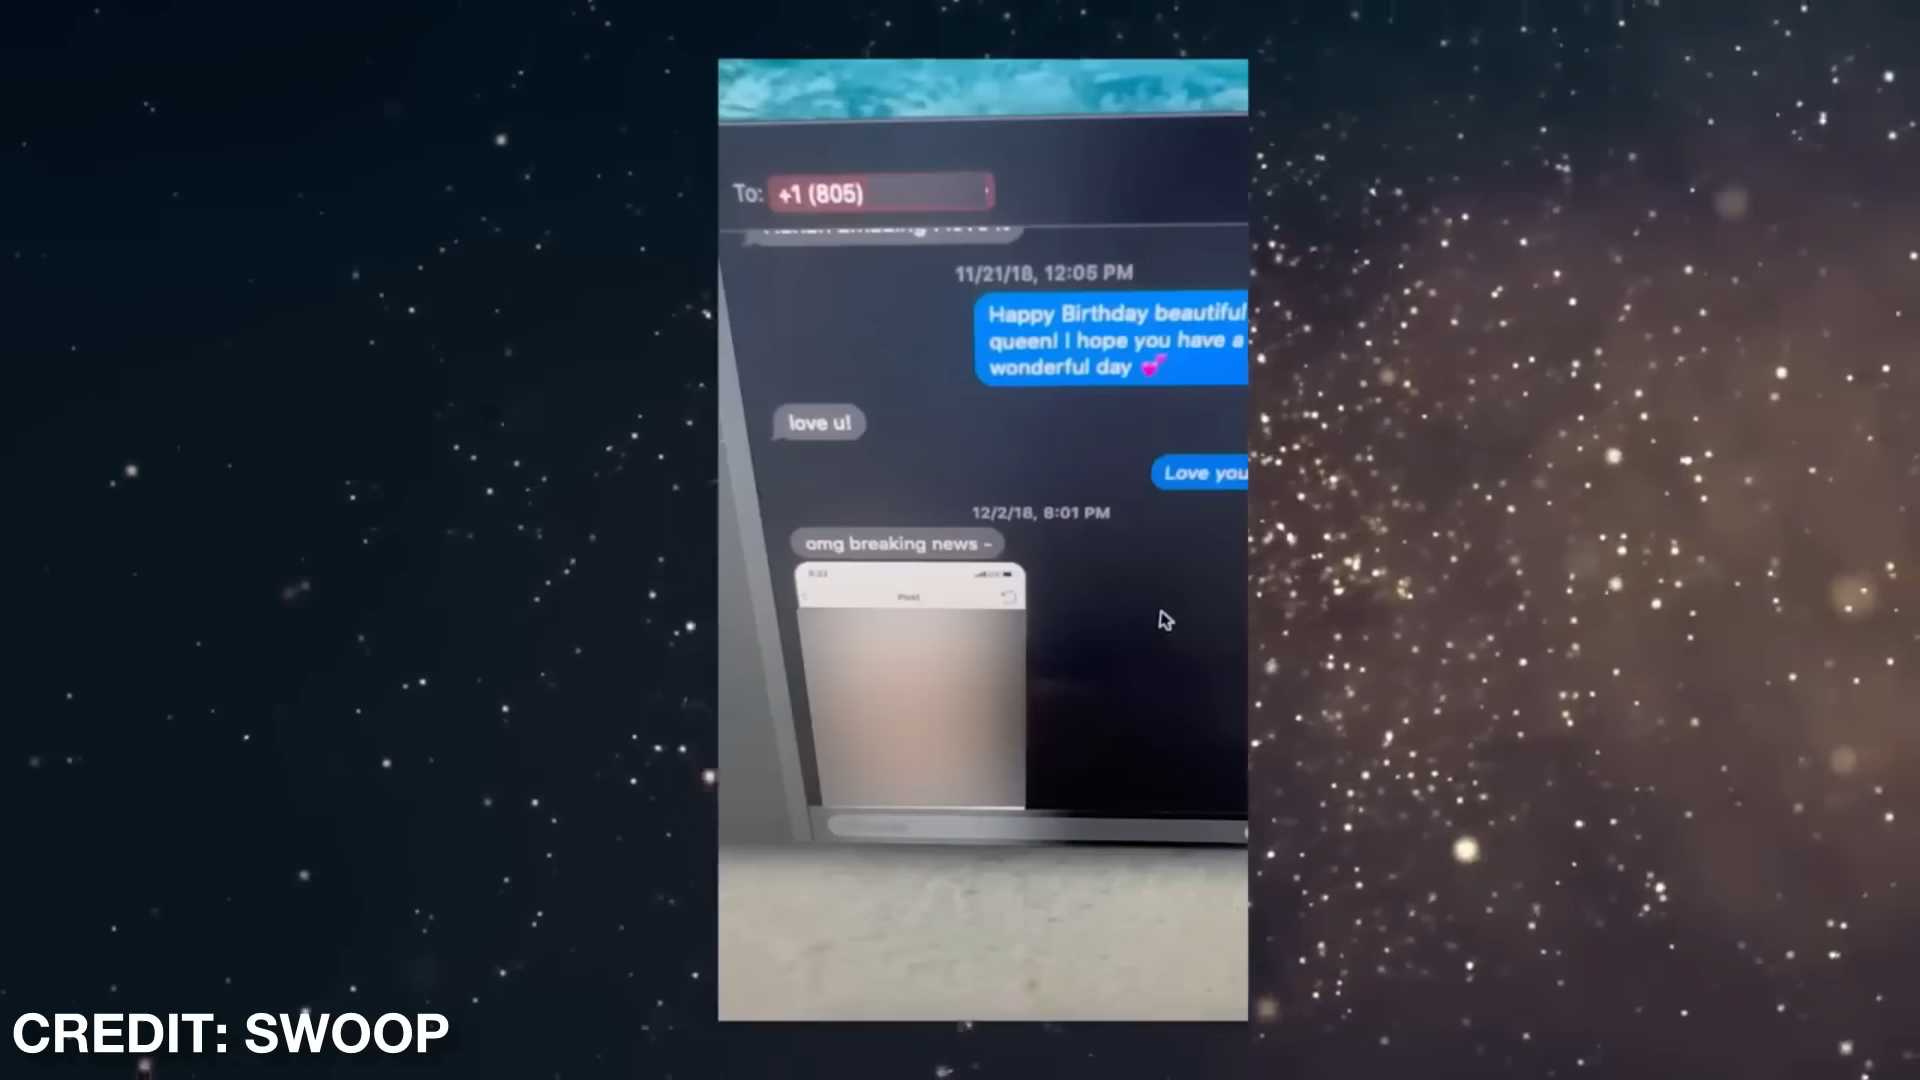 To: +1 (805)
11/21/18, 12:05 PM
Happy Birthday beautiful
queen! I hope you have a
wonderful day 💕
love u!
Love you
12/2/18, 8:01 PM
omg breaking news -
Post
CREDIT: SWOOP